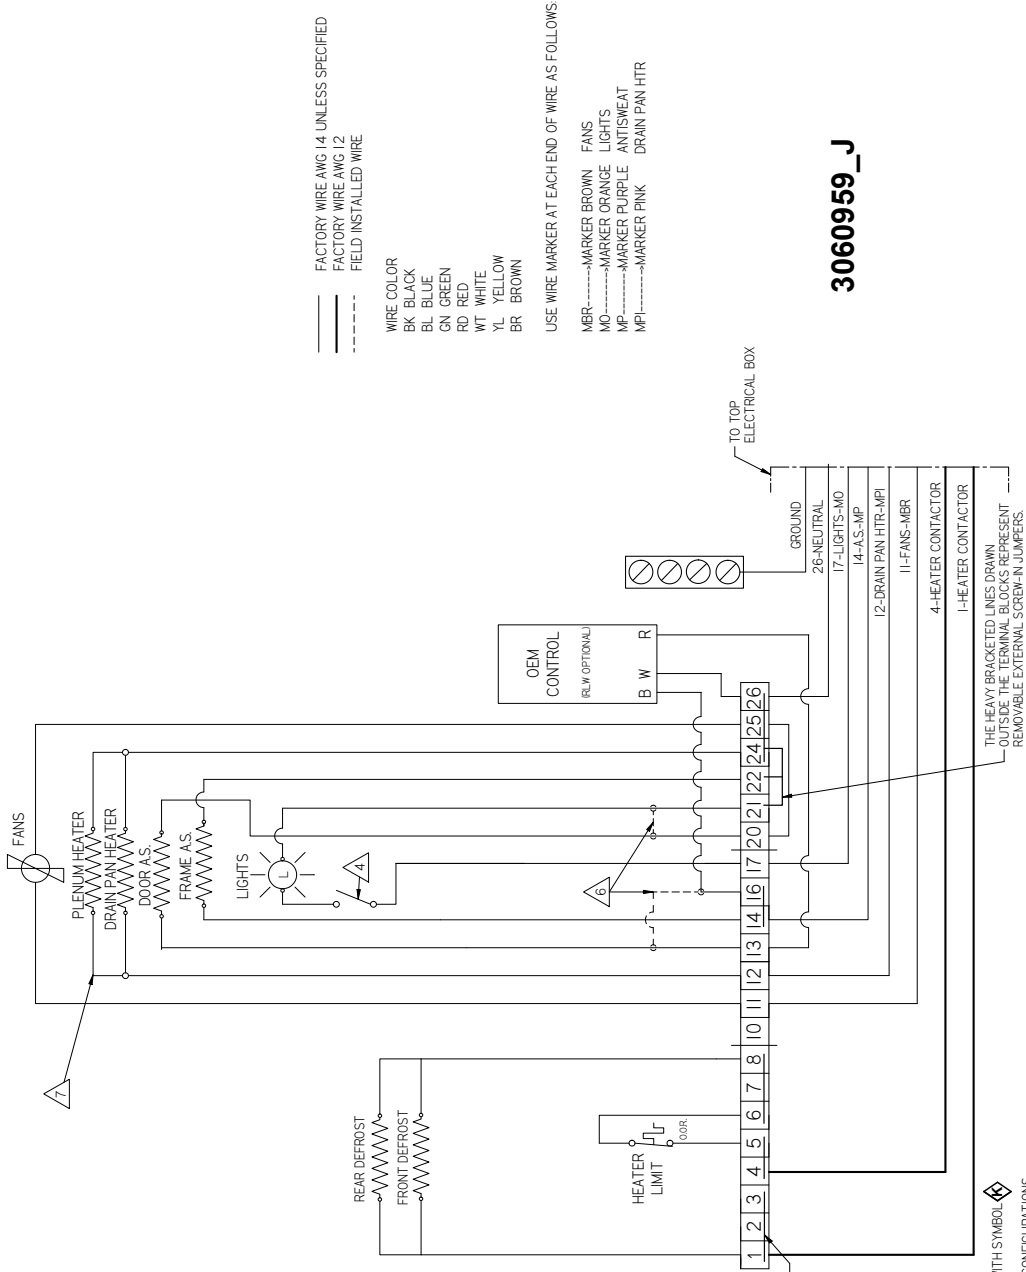 FANS
PLENUM HEATER
DRAIN PAN HEATER
DOOR A.S.
FRAME A.S.
LIGHTS
L
4
6
7
REAR DEFROST
FRONT DEFROST
HEATER
LIMIT
O.O.R.
OEM
CONTROL
(RLW OPTIONAL)
B W R
1 2 3 4 5 6 7 8 10 11 12 13 14 16 17 20 21 22 24 25 26
GROUND
26-NEUTRAL
17-LIGHTS-MO
14-A.S.-MP
12-DRAIN PAN HTR-MPI
11-FANS-MBR
4-HEATER CONTACTOR
1-HEATER CONTACTOR
TO TOP
ELECTRICAL BOX
THE HEAVY BRACKETED LINES DRAWN
OUTSIDE THE TERMINAL BLOCKS REPRESENT
REMOVABLE EXTERNAL SCREW-IN JUMPERS.
FACTORY WIRE AWG 14 UNLESS SPECIFIED
FACTORY WIRE AWG 12
FIELD INSTALLED WIRE
WIRE COLOR
BK BLACK
BL BLUE
GN GREEN
RD RED
WT WHITE
YL YELLOW
BR BROWN
USE WIRE MARKER AT EACH END OF WIRE AS FOLLOWS:
MBR------->MARKER BROWN FANS
MO------->MARKER ORANGE LIGHTS
MP------->MARKER PURPLE ANTISWEAT
MPI------->MARKER PINK DRAIN PAN HTR
3060959_J
WITH SYMBOL K
CONFIGURATIONS